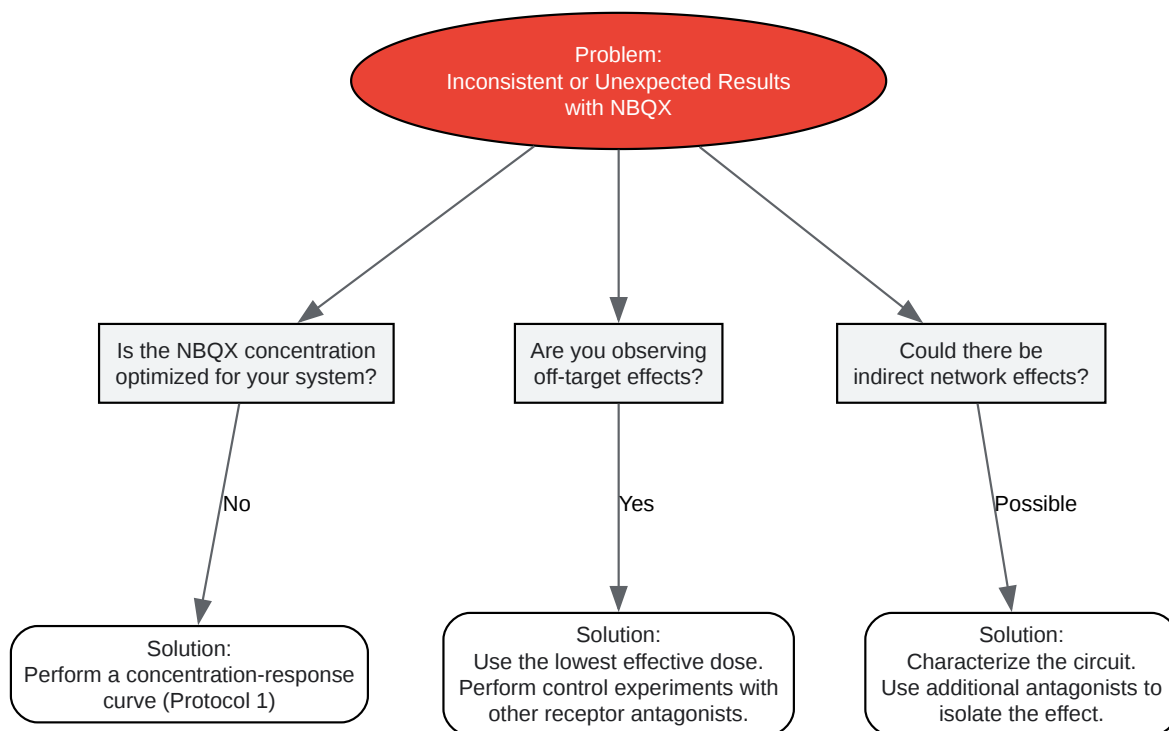 Problem:
Inconsistent or Unexpected Results
with NBQX
Is the NBQX concentration
optimized for your system?
Are you observing
off-target effects?
Could there be
indirect network effects?
No
Yes
Possible
Solution:
Perform a concentration-response
curve (Protocol 1)
Solution:
Use the lowest effective dose.
Perform control experiments with
other receptor antagonists.
Solution:
Characterize the circuit.
Use additional antagonists to
isolate the effect.